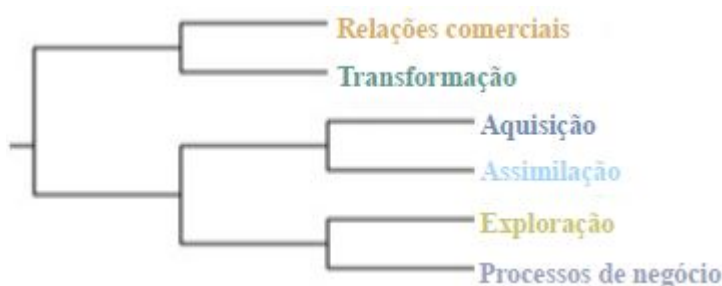 Relações comerciais
Transformação
Aquisição
Assimilação
Exploração
Processos de negócio